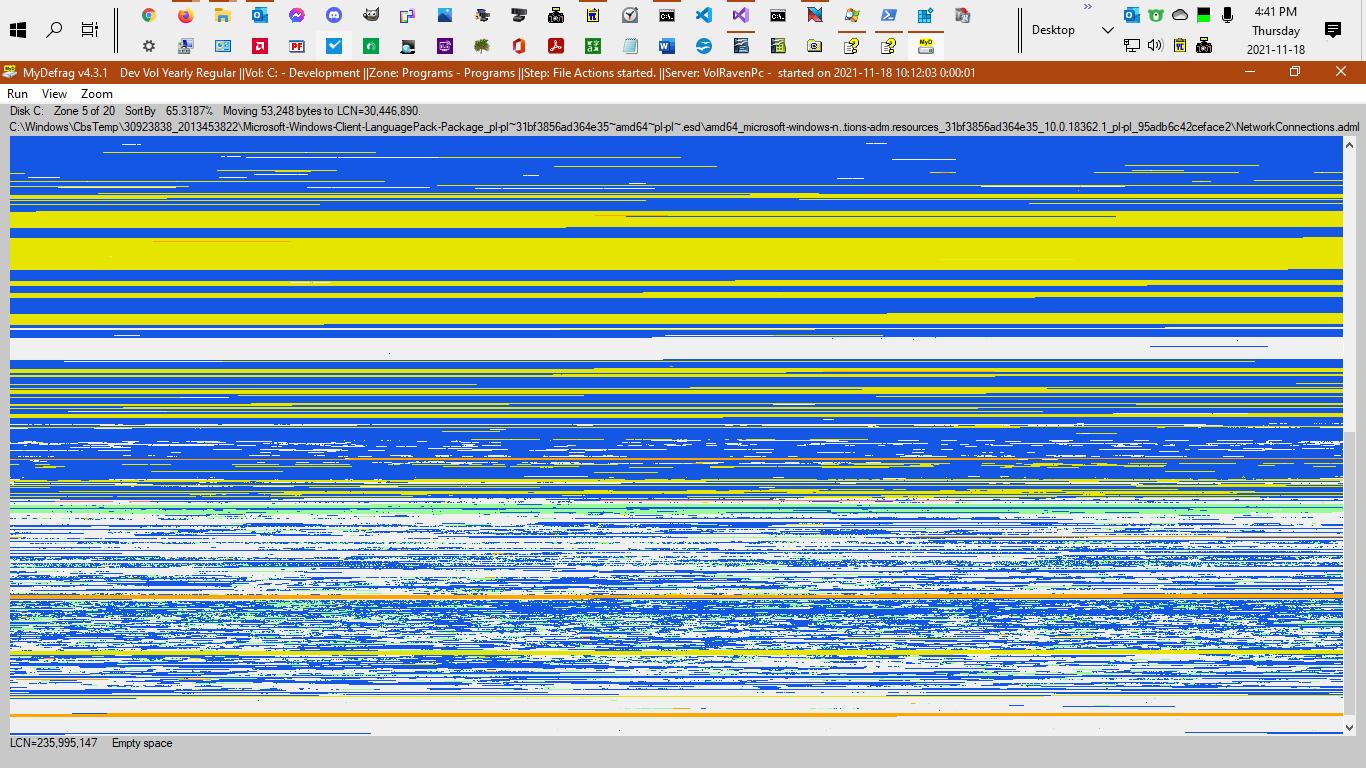 4:41 PM
Thursday
2021-11-18
Desktop
MyDefrag v4.3.1 Dev Vol Yearly Regular ||Vol: C: - Development ||Zone: Programs - Programs ||Step: File Actions started. ||Server: VolRavenPc - started on 2021-11-18 10:12:03 0:00:01
Run View Zoom
Disk C: Zone 5 of 20 SortBy 65.3187% Moving 53,248 bytes to LCN=30,446,890.
C:\Windows\CbsTemp\30923838_2013453822\Microsoft-Windows-Client-LanguagePack-Package_pl-pl~31bf3856ad364e35~amd64~pl-pl~.esd\amd64_microsoft-windows-n..tions-adm.resources_31bf3856ad364e35_10.0.18362.1_pl-pl_95adb6c42ceface2\NetworkConnections.adml
LCN=235,995,147 Empty space